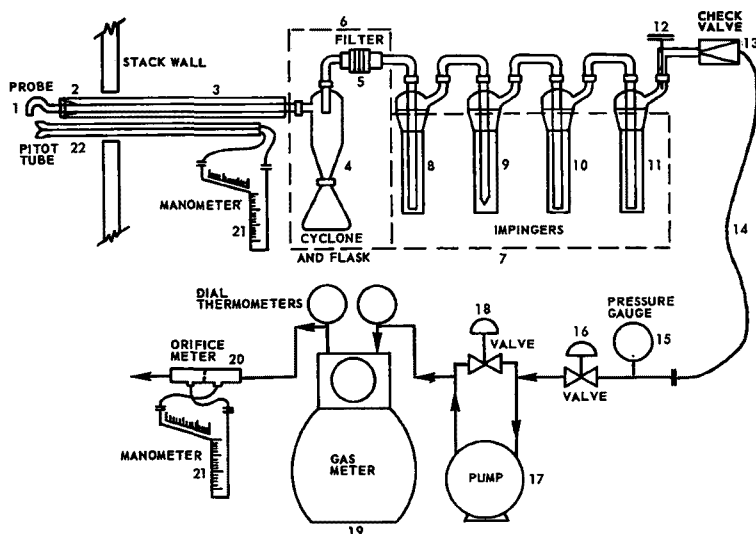 6
FILTER
5
12
CHECK
VALVE
13
STACK WALL
PROBE
1
2
3
PITOT
TUBE
22
4
8
9
10
11
MANOMETER
21
CYCLONE
AND FLASK
IMPINGERS
7
14
DIAL
THERMOMETERS
18
VALVE
16
VALVE
PRESSURE
GAUGE
15
ORIFICE
METER
20
MANOMETER
21
GAS
METER
19
PUMP
17